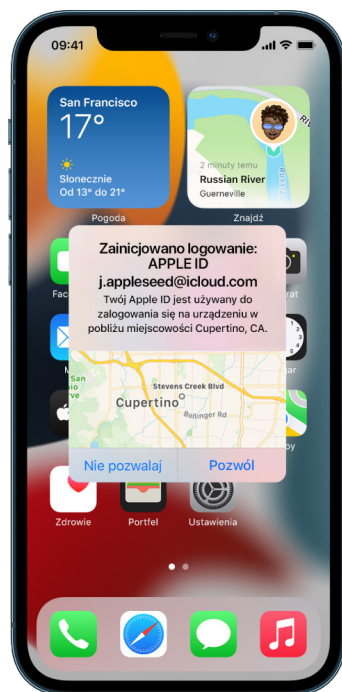 09:41
San Francisco
17°
Słonecznie
Od 13° do 21°
Pogoda
2 minuty temu
Russian River
Guerneville
Znajdź
Zainicjowano logowanie:
APPLE ID
j.appleseed@icloud.com
Twój Apple ID jest używany do
zalogowania się na urządzeniu w
pobliżu miejscowości Cupertino, CA.
Stevens Creek Blvd
Cupertino
Nie pozwalaj
Pozwól
Zdrowie
Portfel
Ustawienia